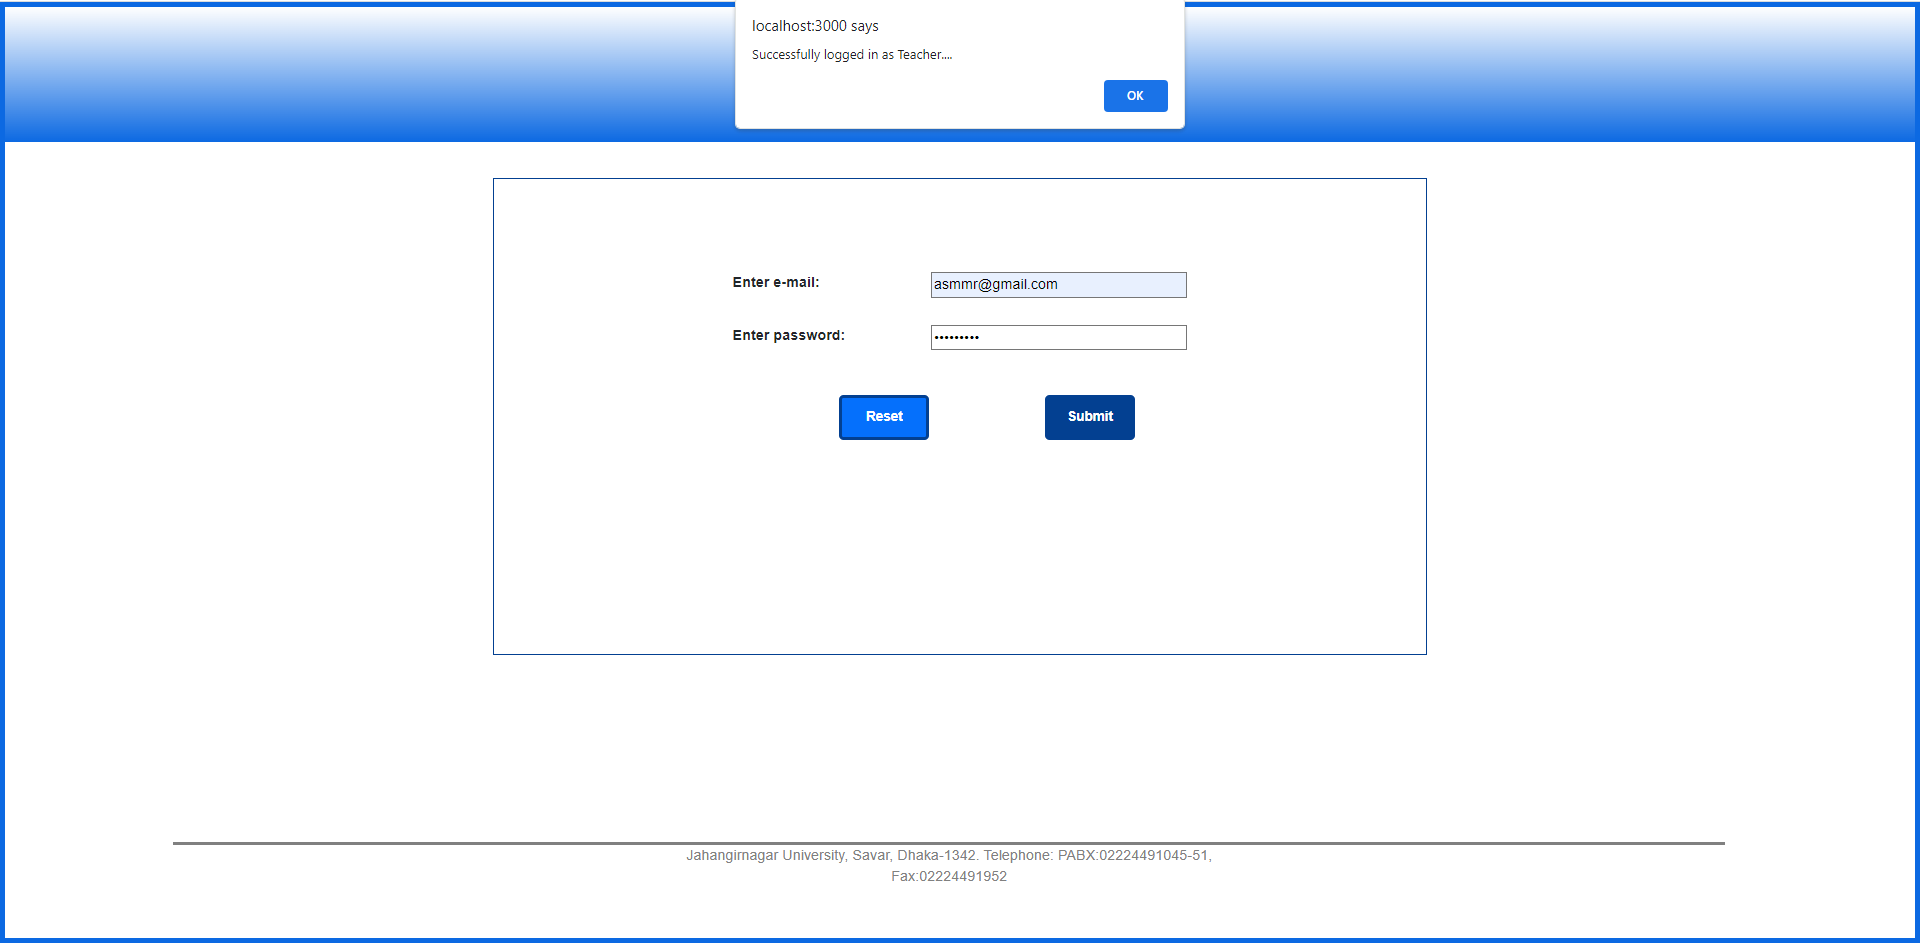 localhost:3000 says
Successfully logged in as Teacher....
OK
Enter e-mail:
asmmr@gmail.com
Enter password:
•••••••••
Reset
Submit
Jahangirnagar University, Savar, Dhaka-1342. Telephone: PABX:02224491045-51,
Fax:02224491952